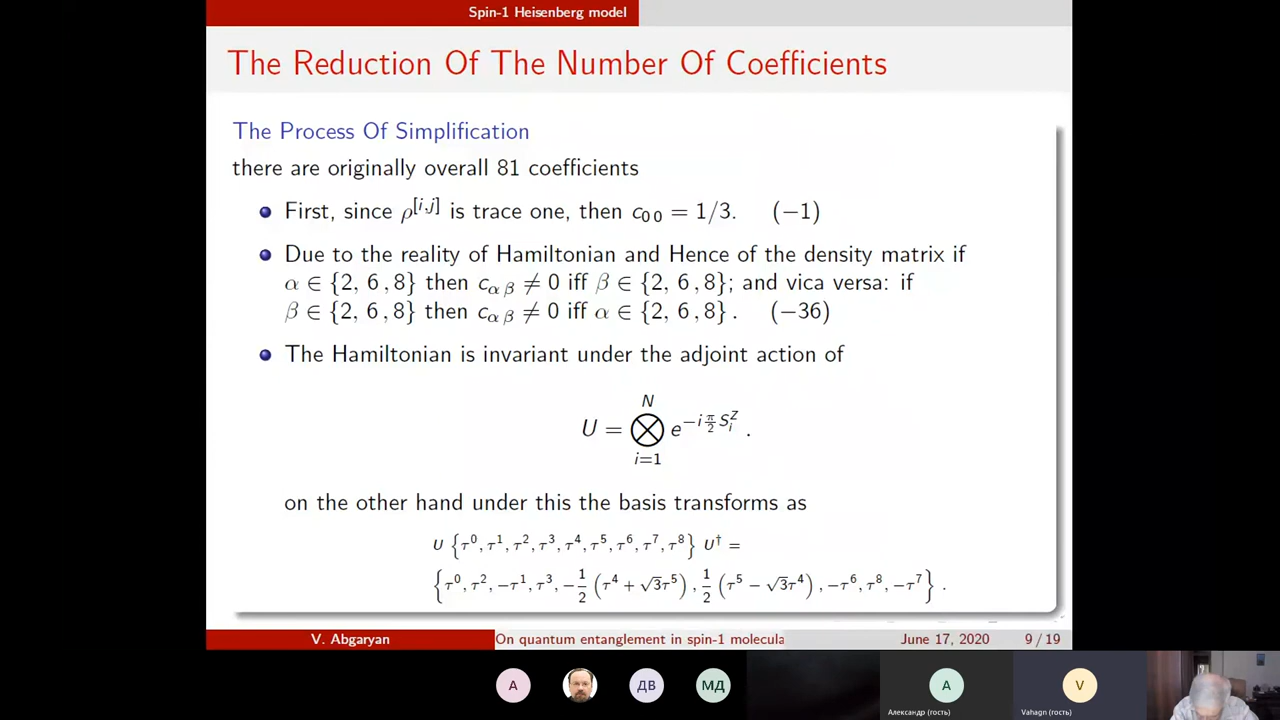 Spin-1 Heisenberg model
The Reduction Of The Number Of Coefficients
The Process Of Simplification
there are originally overall 81 coefficients
First, since ρ^[i,j] is trace one, then c_0 0 = 1/3. (−1)
Due to the reality of Hamiltonian and Hence of the density matrix if
α ∈ {2, 6 ,8} then c_α β ≠ 0 iff β ∈ {2, 6 ,8}; and vica versa: if
β ∈ {2, 6 ,8} then c_α β ≠ 0 iff α ∈ {2, 6 ,8} . (−36)
The Hamiltonian is invariant under the adjoint action of
U = ⨂_{i=1}^{N} e^{−i π/2 S_i^Z} .
on the other hand under this the basis transforms as
U {τ^0, τ^1, τ^2, τ^3, τ^4, τ^5, τ^6, τ^7, τ^8} U^† =
{τ^0, τ^2, −τ^1, τ^3, −1/2 (τ^4 + √3τ^5), 1/2 (τ^5 − √3τ^4), −τ^6, τ^8, −τ^7} .
V. Abgaryan On quantum entanglement in spin-1 molecula June 17, 2020 9 / 19
А ДВ МД A V
Александр (гость) Vahagn (гость)